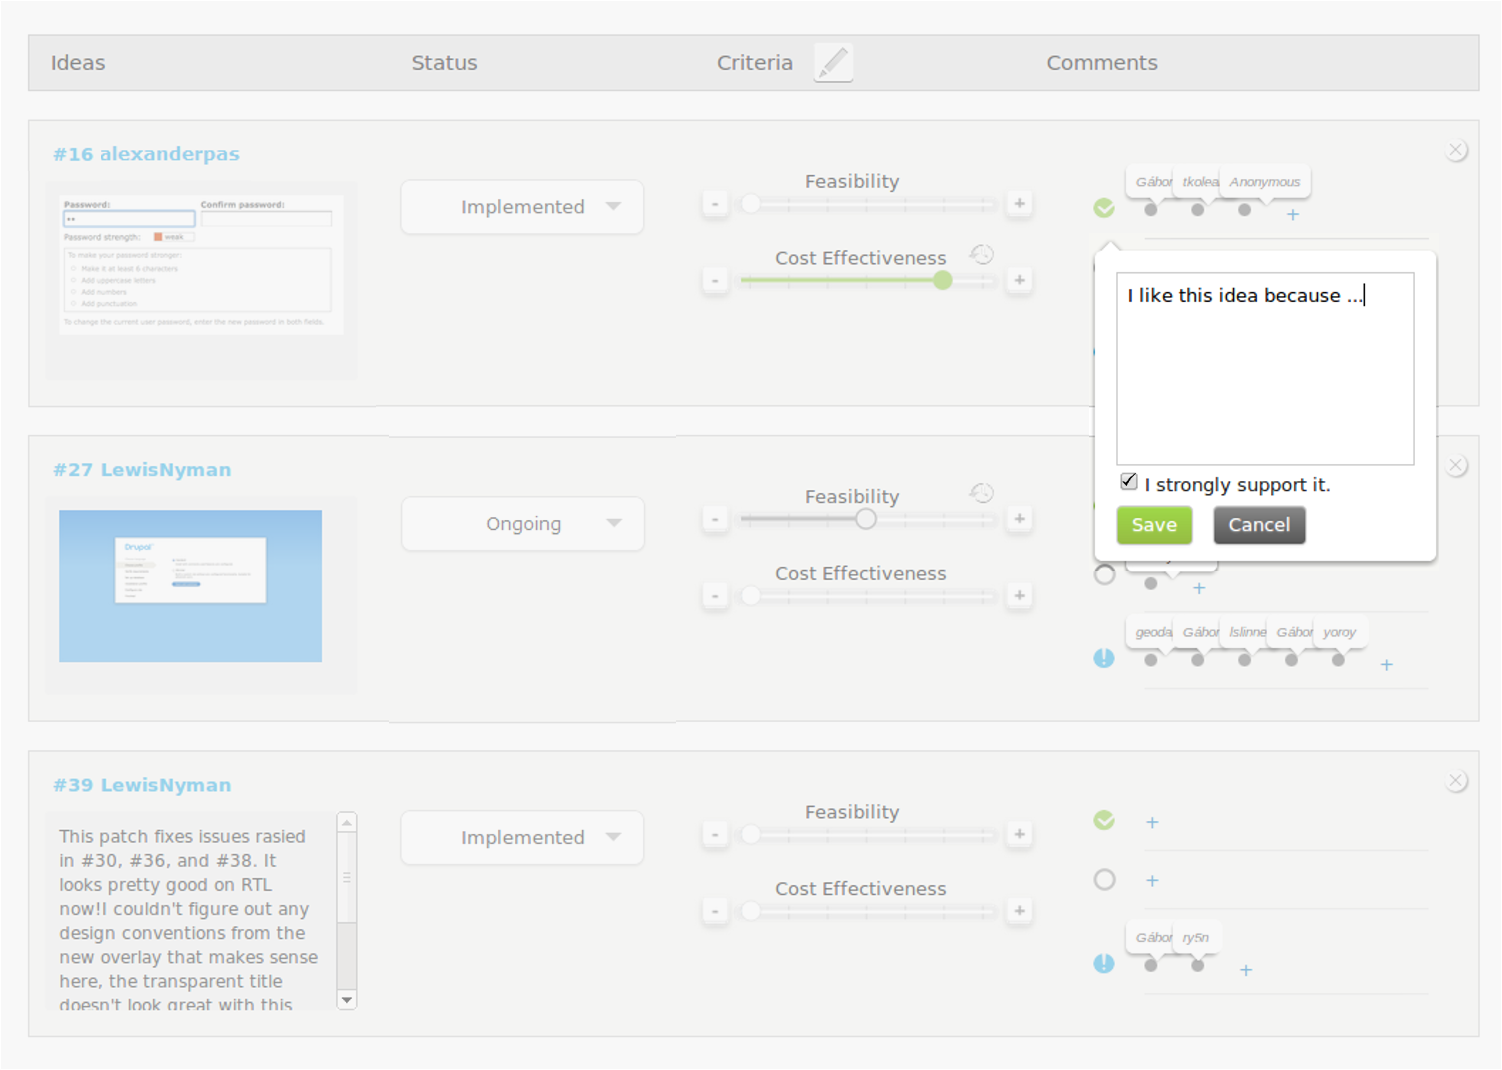 Ideas Status Criteria Comments
#16 alexanderpas
Password: Confirm password:
Password strength: weak
To make your password stronger:
Make it at least 6 characters
Add uppercase letters
Add numbers
Add punctuation
To change the current user password, enter the new password in both fields.
Implemented
Feasibility
- +
Cost Effectiveness
- +
Gábor tkolea Anonymous
+
I like this idea because ...
I strongly support it.
Save Cancel
#27 LewisNyman
Drupal
Ongoing
Feasibility
- +
Cost Effectiveness
- +
+
geoda Gábor lslinne Gábor yoroy
+
#39 LewisNyman
This patch fixes issues rasied
in #30, #36, and #38. It
looks pretty good on RTL
now!I couldn't figure out any
design conventions from the
new overlay that makes sense
here, the transparent title
doesn't look great with this
Implemented
Feasibility
- +
Cost Effectiveness
- +
+
+
Gábor ry5n
+